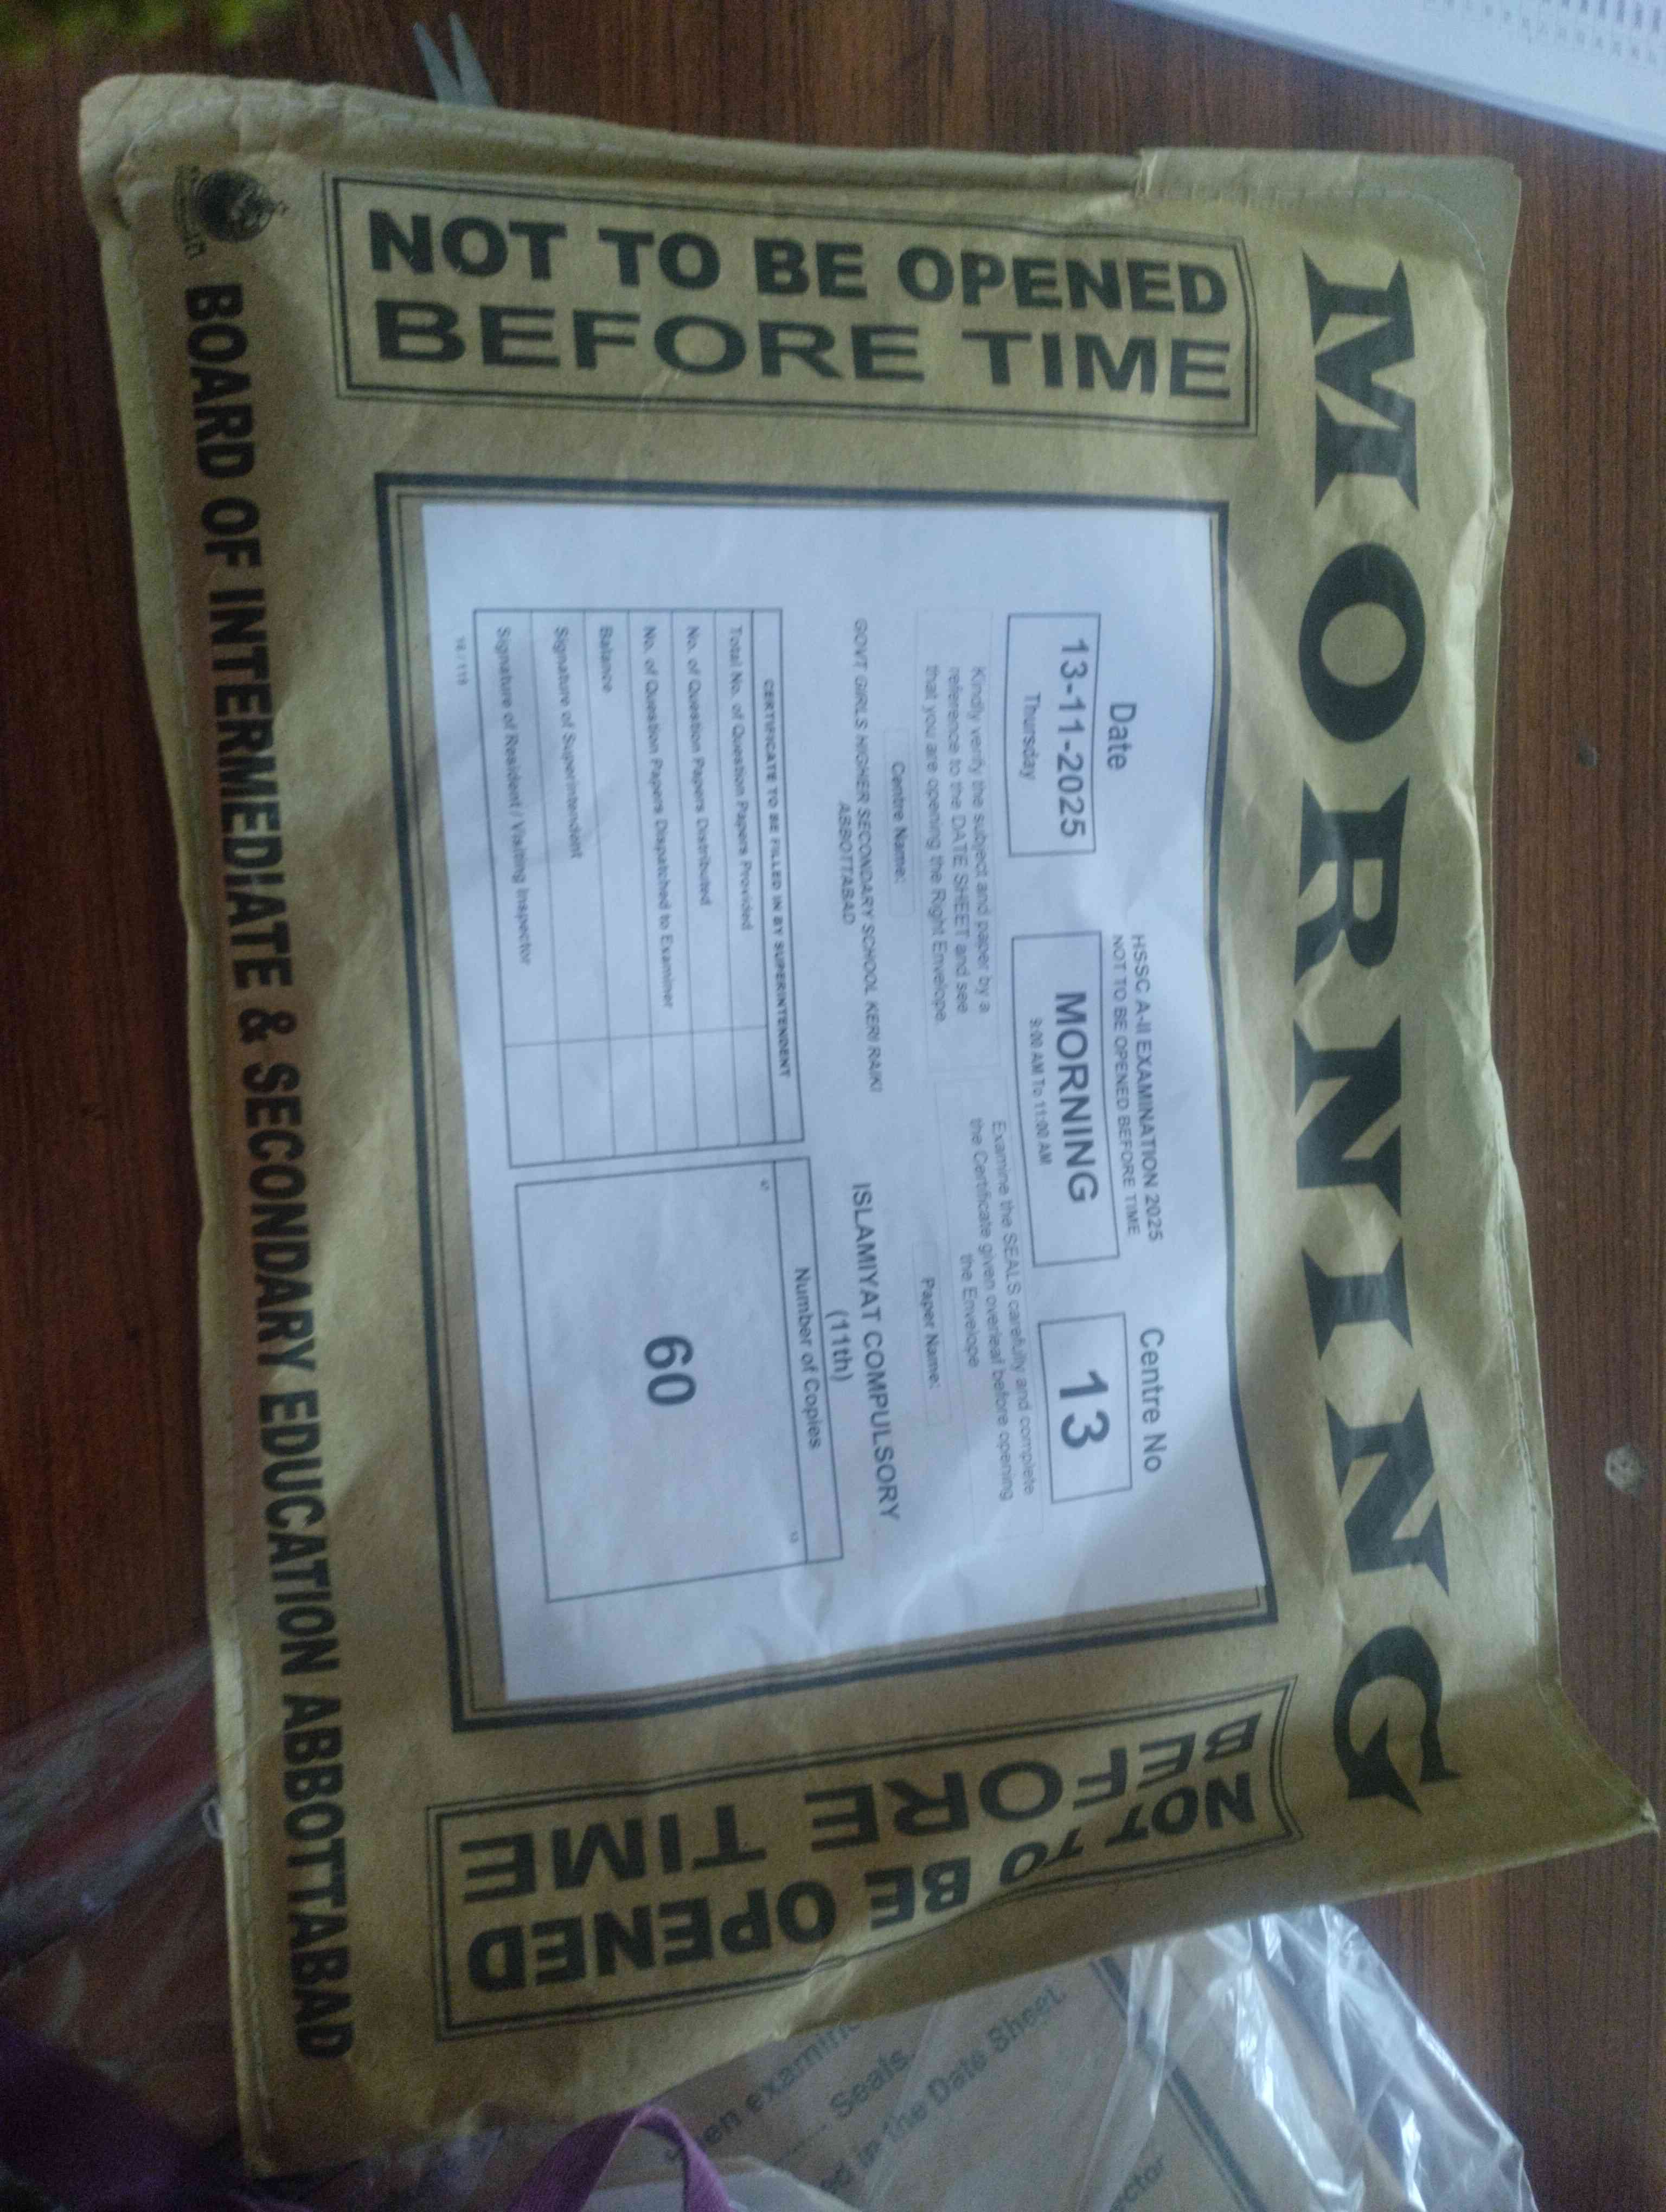 MORNING
NOT TO BE OPENED
BEFORE TIME
HSSC A-II EXAMINATION 2025
NOT TO BE OPENED BEFORE TIME
Date
Centre No
13-11-2025
Thursday
MORNING
9:00 AM To 11:00 AM
13
Kindly verify the subject and paper by a
reference to the DATE SHEET and see
that you are opening the Right Envelope.
Examine the SEALS carefully and complete
the Certificate given overleaf before opening
the Envelope
Centre Name:
Paper Name:
GOVT GIRLS HIGHER SECONDARY SCHOOL KERI RAIKI
ABBOTTABAD
ISLAMIYAT COMPULSORY
(11th)
CERTIFICATE TO BE FILLED IN BY SUPERINTENDENT
Total No. of Question Papers Provided
No. of Question Papers Distributed
No. of Question Papers Dispatched to Examiner
Balance
Signature of Superintendent
Signature of Resident / Visiting Inspector
Number of Copies
60
NOT TO BE OPENED
BEFORE TIME
BOARD OF INTERMEDIATE & SECONDARY EDUCATION ABBOTTABAD
Seals.
in the Date Sheet.